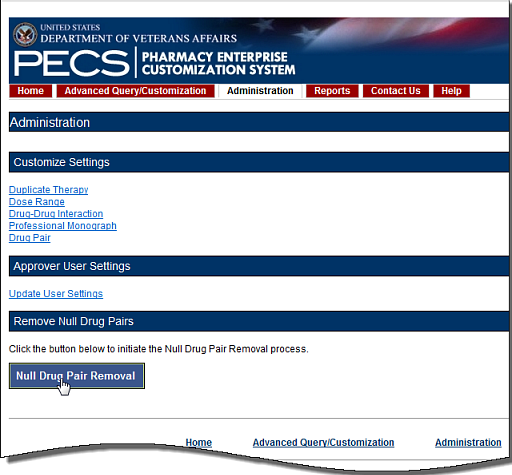 UNITED STATES
DEPARTMENT OF VETERANS AFFAIRS
PECS PHARMACY ENTERPRISE
CUSTOMIZATION SYSTEM
Home Advanced Query/Customization Administration Reports Contact Us Help
Administration
Customize Settings
Duplicate Therapy
Dose Range
Drug-Drug Interaction
Professional Monograph
Drug Pair
Approver User Settings
Update User Settings
Remove Null Drug Pairs
Click the button below to initiate the Null Drug Pair Removal process.
Null Drug Pair Removal
Home Advanced Query/Customization Administration